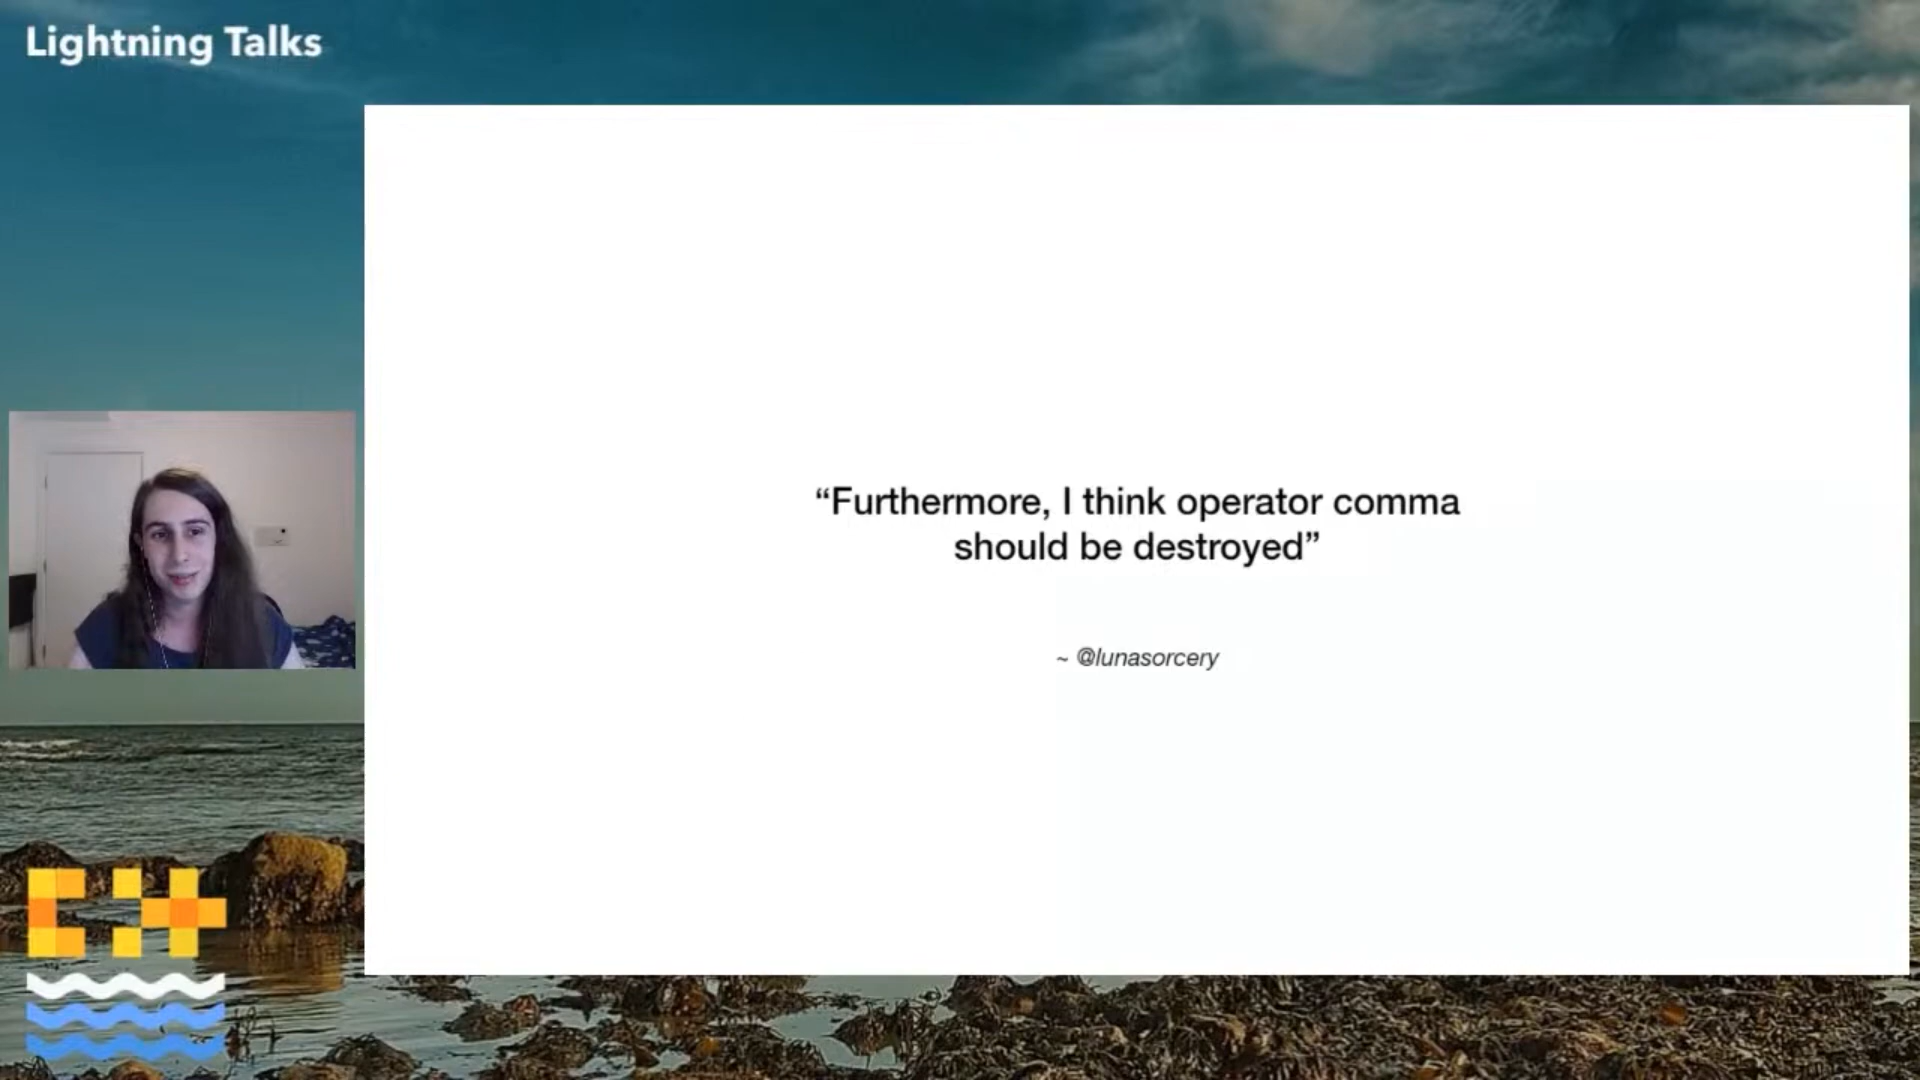 Lightning Talks
“Furthermore, I think operator comma
should be destroyed”
~ @lunasorcery
C++